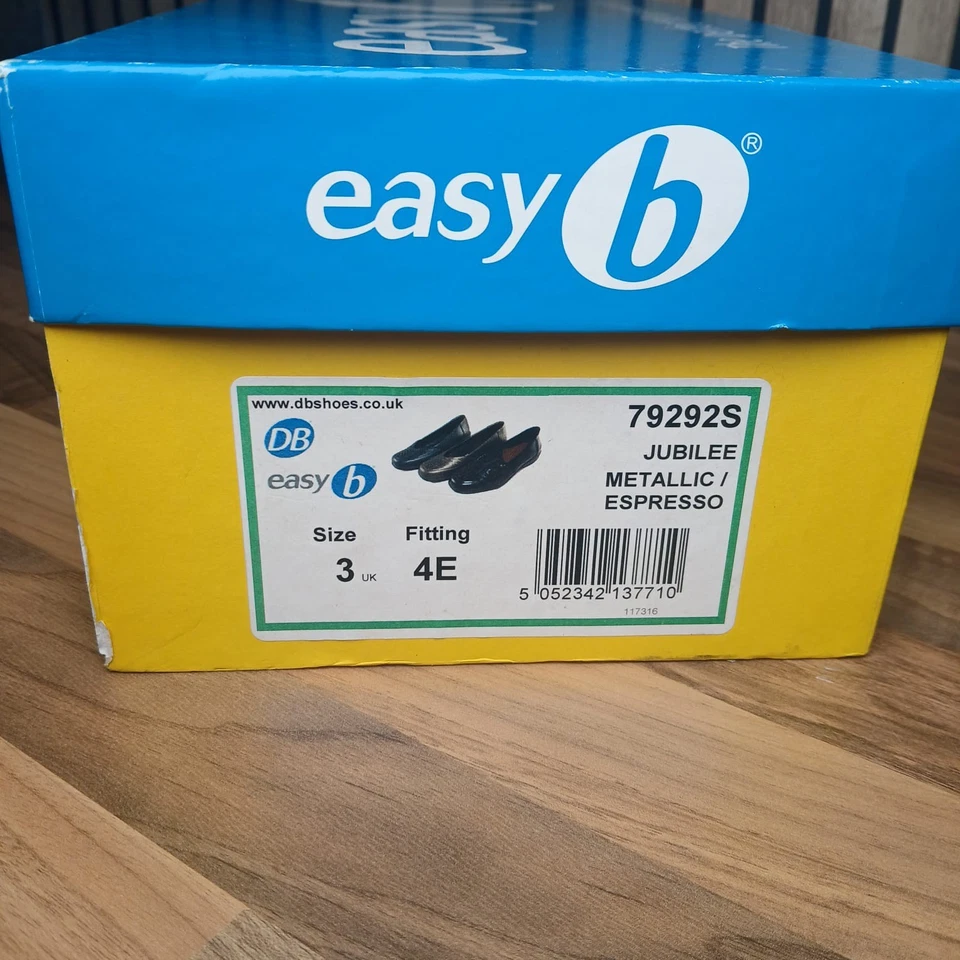 easy b
easy b®
www.dbshoes.co.uk
79292S
DB
JUBILEE
easy b
METALLIC /
ESPRESSO
Size
Fitting
3 UK
4E
5 052342 137710
117316